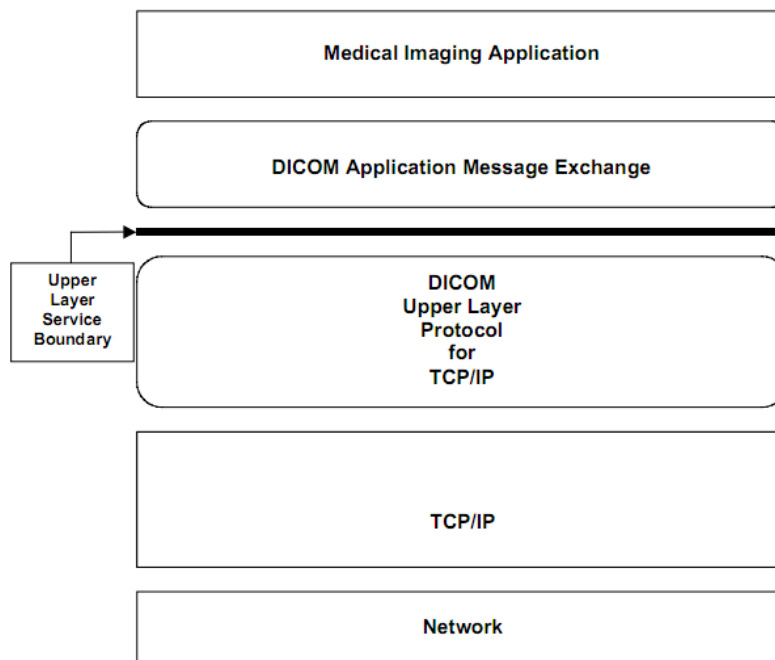 Medical Imaging Application
DICOM Application Message Exchange
Upper
Layer
Service
Boundary
DICOM
Upper Layer
Protocol
for
TCP/IP
TCP/IP
Network